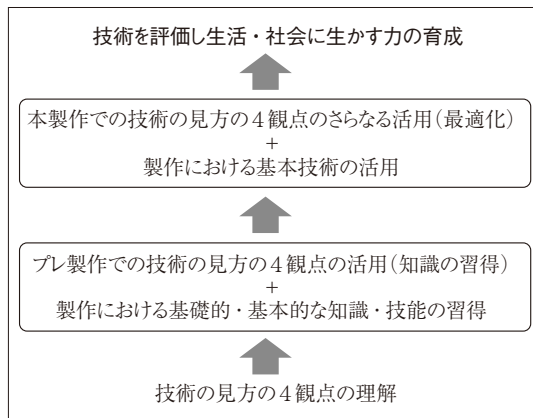 技術を評価し生活・社会に生かす力の育成
本製作での技術の見方の４観点のさらなる活用(最適化)
+
製作における基本技術の活用
プレ製作での技術の見方の４観点の活用(知識の習得)
+
製作における基礎的・基本的な知識・技能の習得
技術の見方の４観点の理解